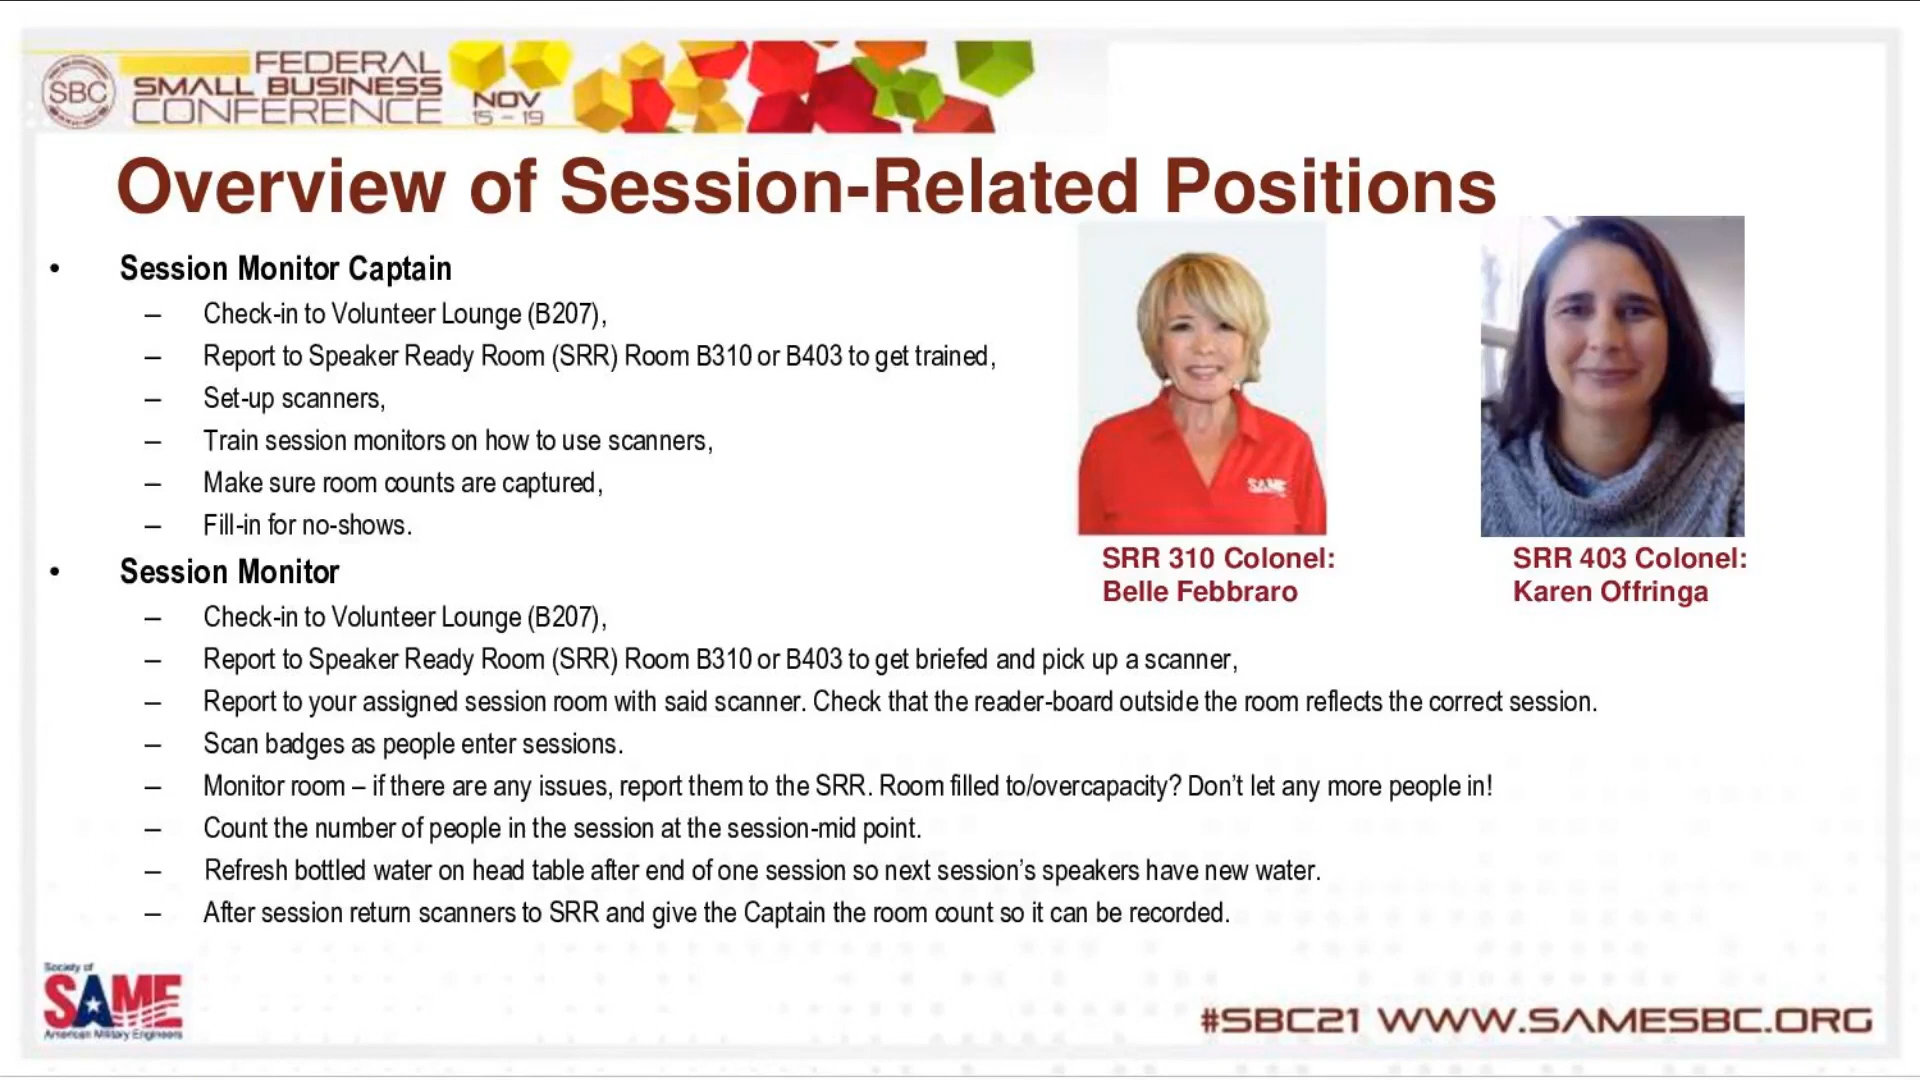 SBC
FEDERAL
SMALL BUSINESS
CONFERENCE
NOV
15 – 19
Overview of Session-Related Positions
• Session Monitor Captain
– Check-in to Volunteer Lounge (B207),
– Report to Speaker Ready Room (SRR) Room B310 or B403 to get trained,
– Set-up scanners,
– Train session monitors on how to use scanners,
– Make sure room counts are captured,
– Fill-in for no-shows.
SAME
SRR 310 Colonel:
Belle Febbraro
SRR 403 Colonel:
Karen Offringa
• Session Monitor
– Check-in to Volunteer Lounge (B207),
– Report to Speaker Ready Room (SRR) Room B310 or B403 to get briefed and pick up a scanner,
– Report to your assigned session room with said scanner. Check that the reader-board outside the room reflects the correct session.
– Scan badges as people enter sessions.
– Monitor room – if there are any issues, report them to the SRR. Room filled to/overcapacity? Don’t let any more people in!
– Count the number of people in the session at the session-mid point.
– Refresh bottled water on head table after end of one session so next session’s speakers have new water.
– After session return scanners to SRR and give the Captain the room count so it can be recorded.
Society of
SAME
American Military Engineers
#SBC21 WWW.SAMESBC.ORG